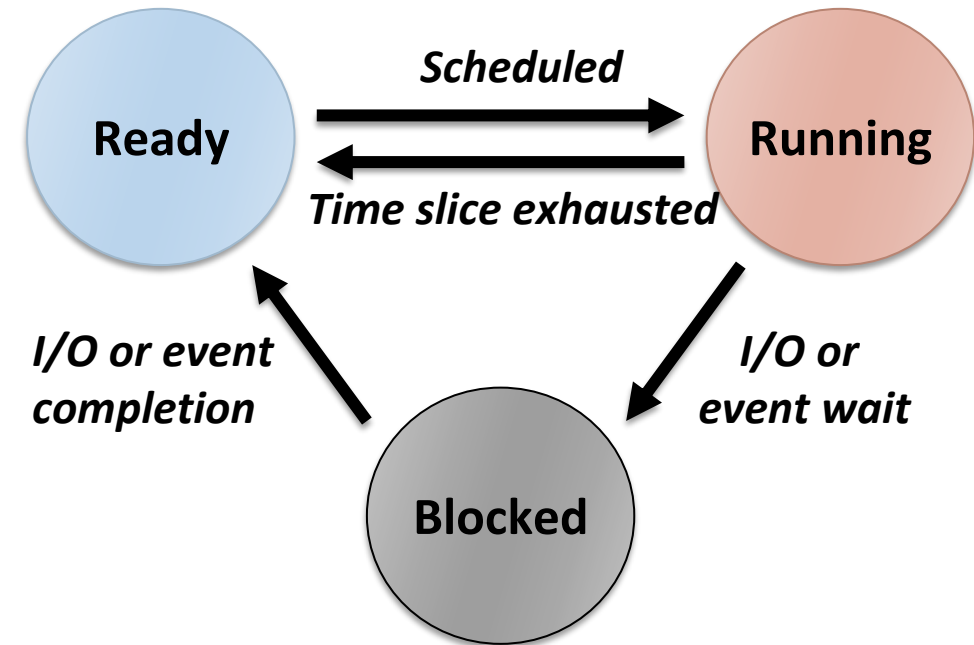 Scheduled
Ready
Running
Time slice exhausted
I/O or event
completion
I/O or
event wait
Blocked